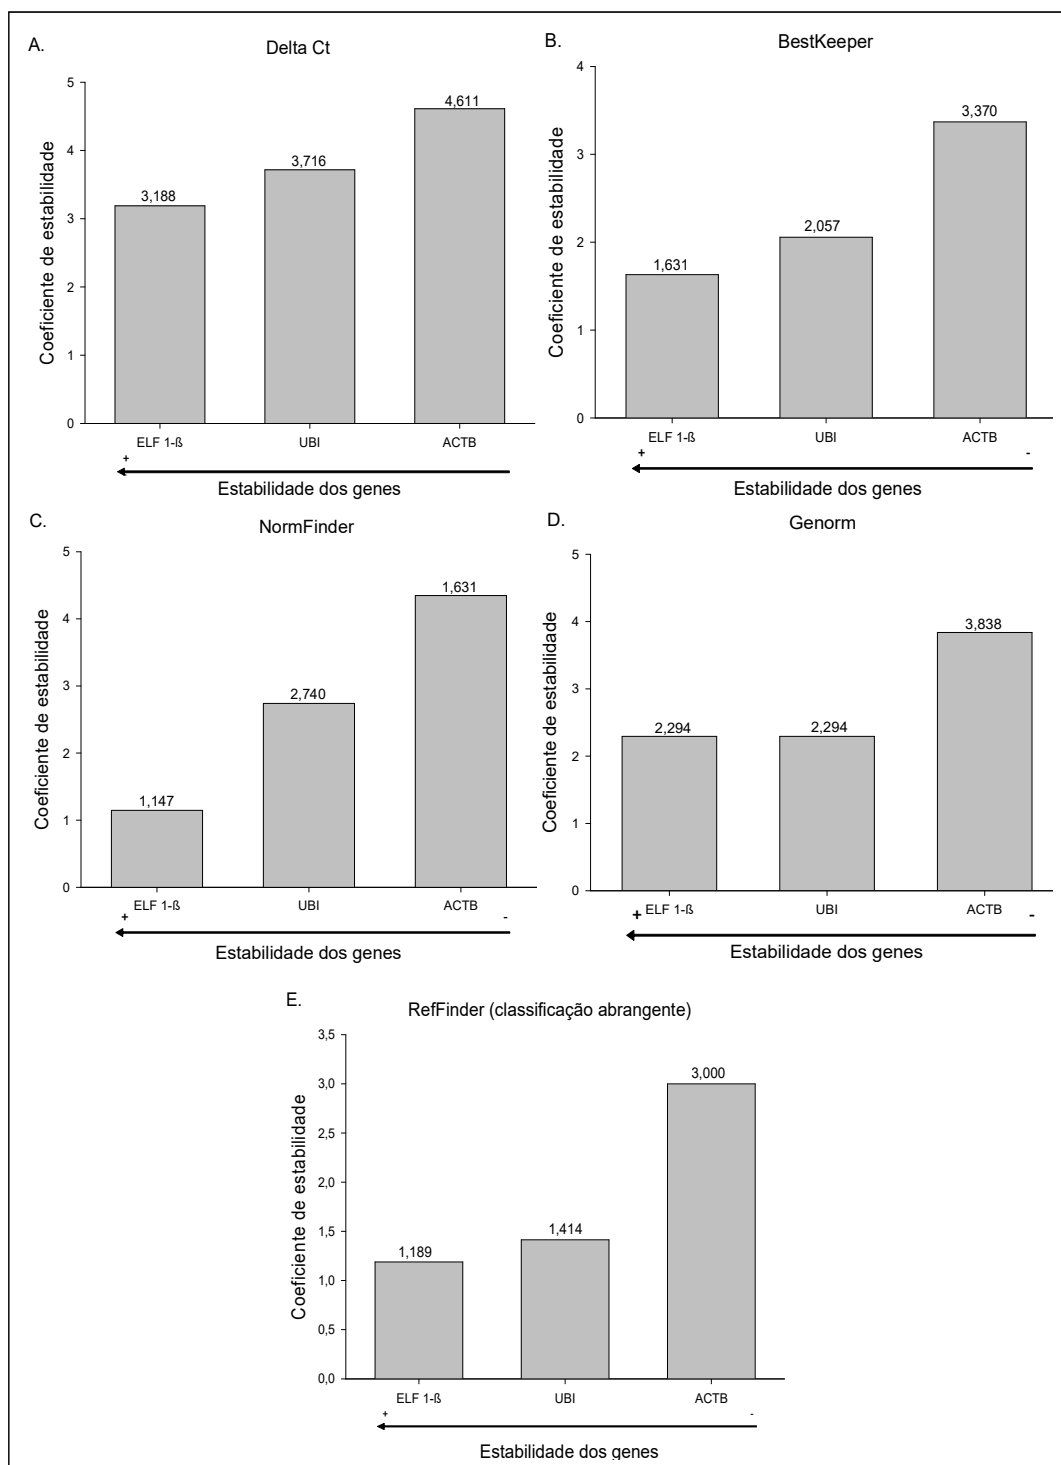 A.
Delta Ct
Coeficiente de estabilidade
5
4
3
2
1
0
3,188
3,716
4,611
ELF 1-ß UBI ACTB
+
Estabilidade dos genes
B.
BestKeeper
Coeficiente de estabilidade
4
3
2
1
0
1,631
2,057
3,370
ELF 1-ß UBI ACTB
+ -
Estabilidade dos genes
C.
NormFinder
Coeficiente de estabilidade
5
4
3
2
1
0
1,147
2,740
1,631
ELF 1-ß UBI ACTB
+ -
Estabilidade dos genes
D.
Genorm
Coeficiente de estabilidade
5
4
3
2
1
0
2,294
2,294
3,838
+ ELF 1-ß UBI ACTB -
Estabilidade dos genes
E.
RefFinder (classificação abrangente)
Coeficiente de estabilidade
3,5
3,0
2,5
2,0
1,5
1,0
0,5
0,0
1,189
1,414
3,000
ELF 1-ß UBI ACTB
+ -
Estabilidade dos genes